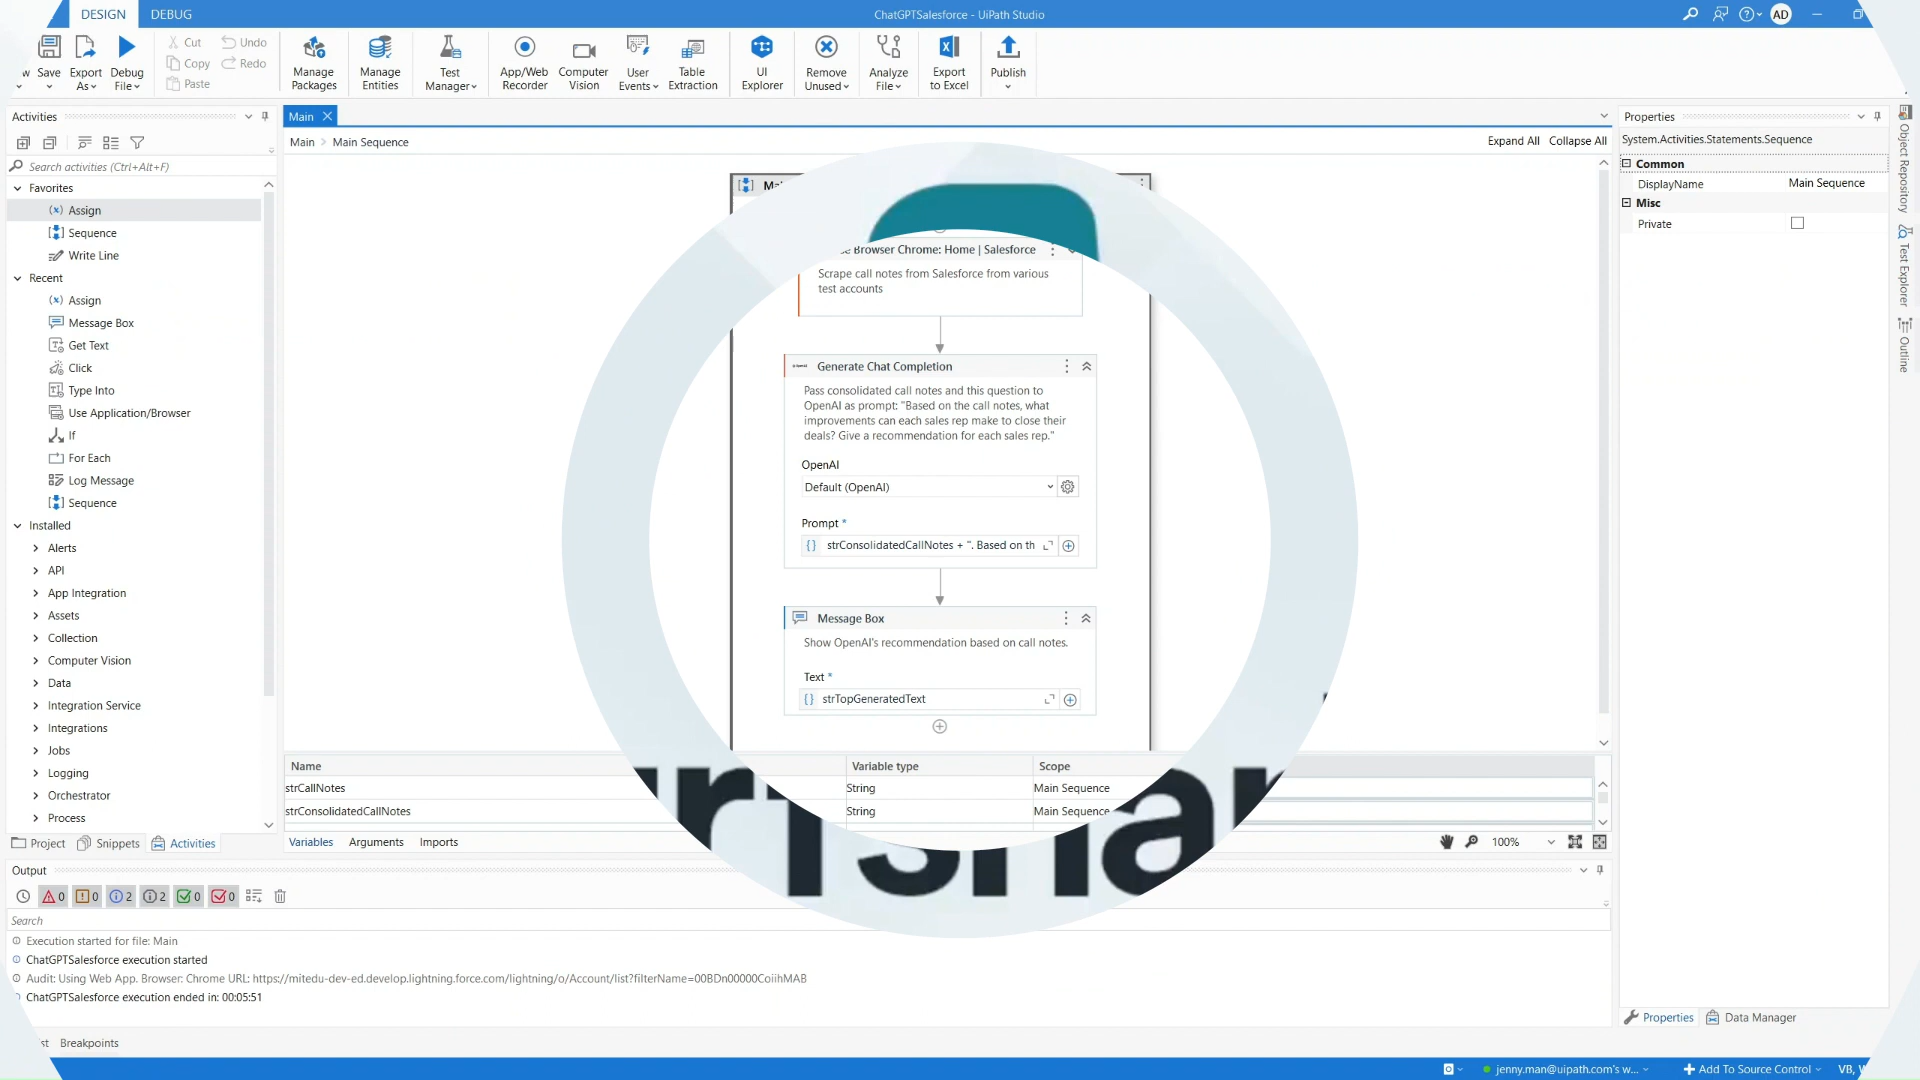 DESIGN
DEBUG
ChatGPTSalesforce - UiPath Studio
AD
Save
Export As
Debug File
Cut
Copy
Paste
Undo
Redo
Manage Packages
Manage Entities
Test Manager
App/Web Recorder
Computer Vision
User Events
Table Extraction
UI Explorer
Remove Unused
Analyze File
Export to Excel
Publish
Activities
Search activities (Ctrl+Alt+F)
Favorites
Assign
Sequence
Write Line
Recent
Assign
Message Box
Get Text
Click
Type Into
Use Application/Browser
If
For Each
Log Message
Sequence
Installed
Alerts
API
App Integration
Assets
Collection
Computer Vision
Data
Integration Service
Integrations
Jobs
Logging
Orchestrator
Process
Project
Snippets
Activities
Main
Main > Main Sequence
Expand All
Collapse All
Browser Chrome: Home | Salesforce
Scrape call notes from Salesforce from various
test accounts
Generate Chat Completion
Pass consolidated call notes and this question to
OpenAI as prompt: "Based on the call notes, what
improvements can each sales rep make to close their
deals? Give a recommendation for each sales rep."
OpenAI
Default (OpenAI)
Prompt *
strConsolidatedCallNotes + ". Based on th
Message Box
Show OpenAI's recommendation based on call notes.
Text *
strTopGeneratedText
Name
Variable type
Scope
strCallNotes
String
Main Sequence
strConsolidatedCallNotes
String
Main Sequence
Variables
Arguments
Imports
100%
Output
0
0
2
2
0
0
Search
Execution started for file: Main
ChatGPTSalesforce execution started
Audit: Using Web App. Browser: Chrome URL: https://mitedu-dev-ed.develop.lightning.force.com/lightning/o/Account/list?filterName=00BDn00000CoiihMAB
ChatGPTSalesforce execution ended in: 00:05:51
Breakpoints
Properties
System.Activities.Statements.Sequence
Common
DisplayName
Main Sequence
Misc
Private
Properties
Data Manager
Object Repository
Test Explorer
Outline
jenny.man@uipath.com's w...
Add To Source Control
VB,